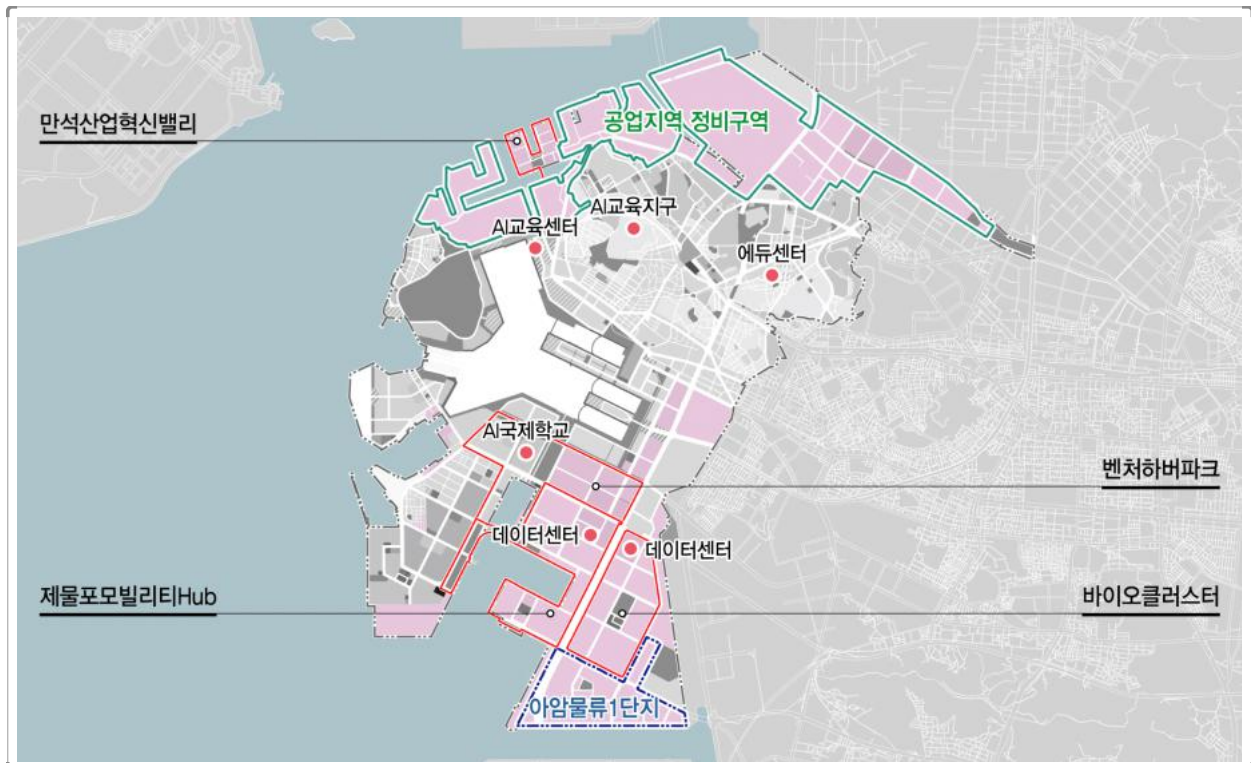 만석산업혁신밸리
공업지역 정비구역
AI교육지구
AI교육센터
에듀센터
AI국제학교
벤처하버파크
데이터센터
데이터센터
제물포모빌리티Hub
바이오클러스터
아암물류1단지